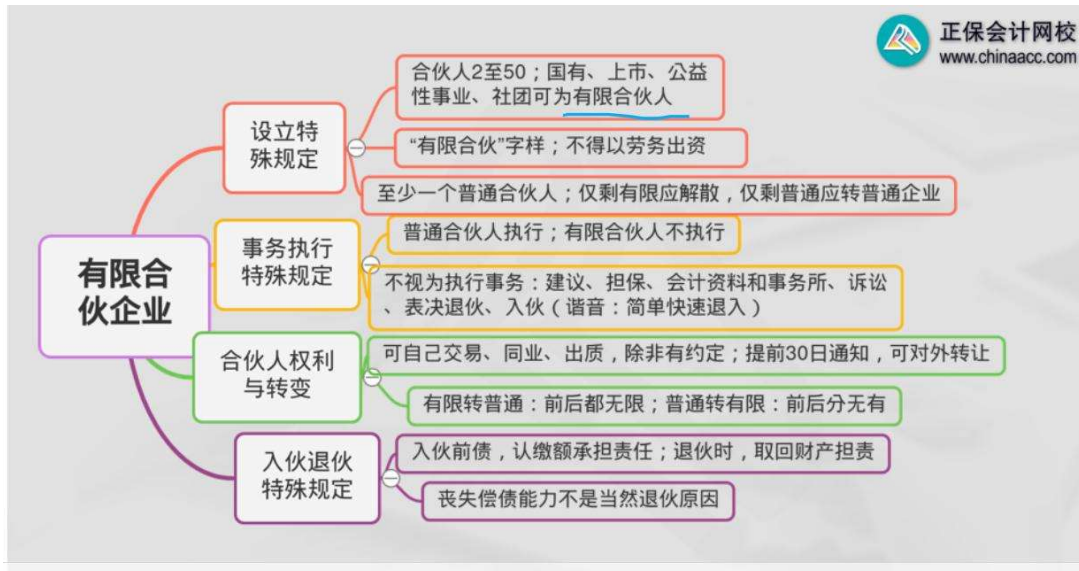 正保会计网校
www.chinaacc.com
有限合
伙企业
设立特
殊规定
合伙人2至50；国有、上市、公益
性事业、社团可为有限合伙人
“有限合伙”字样；不得以劳务出资
至少一个普通合伙人；仅剩有限应解散，仅剩普通应转普通企业
事务执行
特殊规定
普通合伙人执行；有限合伙人不执行
不视为执行事务：建议、担保、会计资料和事务所、诉讼
、表决退伙、入伙（谐音：简单快速退入）
合伙人权利
与转变
可自己交易、同业、出质，除非有约定；提前30日通知，可对外转让
有限转普通：前后都无限；普通转有限：前后分无有
入伙退伙
特殊规定
入伙前债，认缴额承担责任；退伙时，取回财产担责
丧失偿债能力不是当然退伙原因